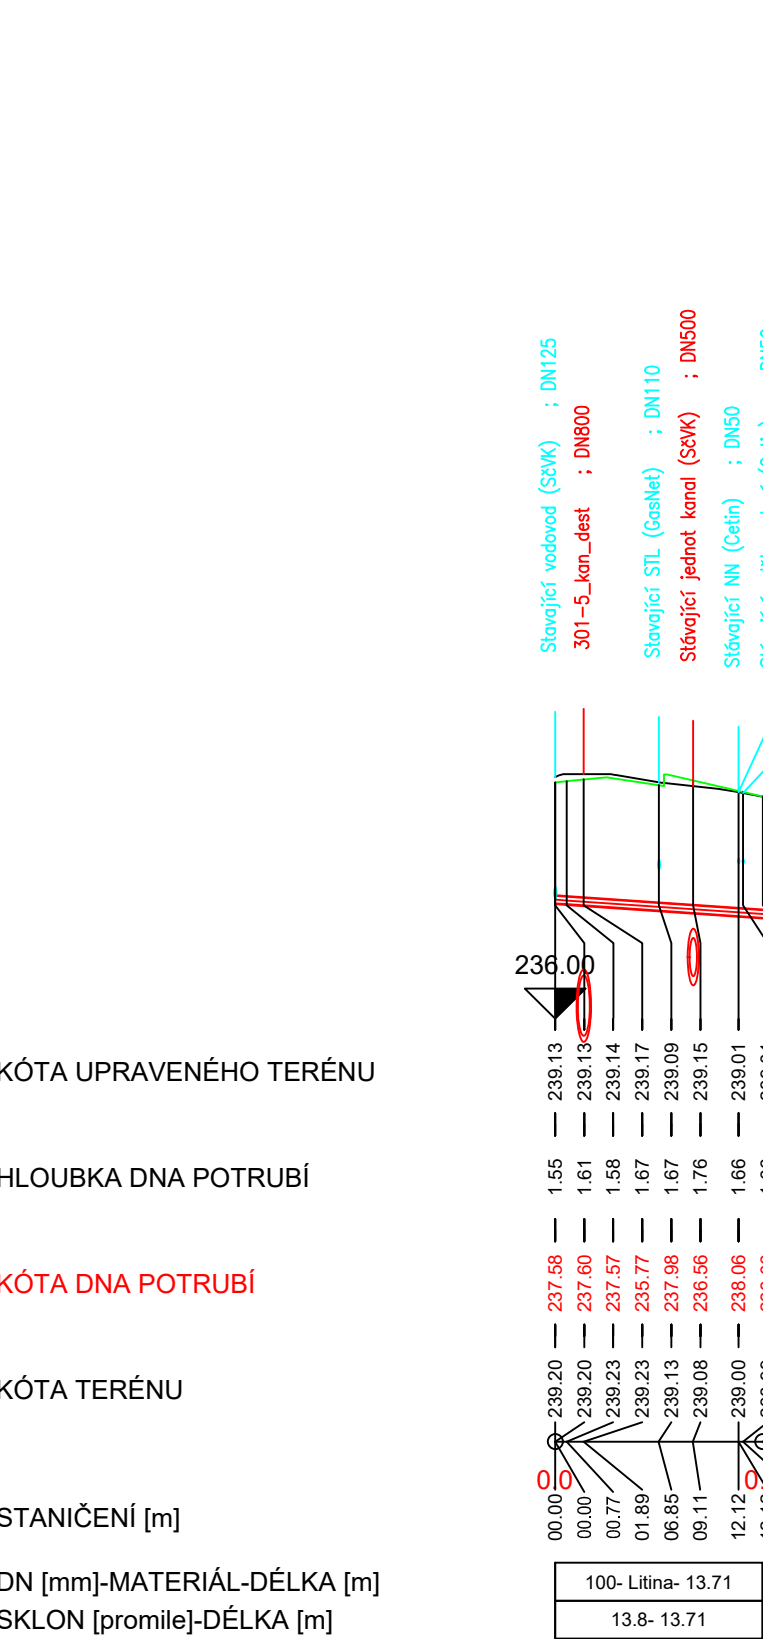 Stavající vodovod (SčVK) ; DN125
301-5_kan_dest ; DN800
Stavající STL (GasNet) ; DN110
Stávající jednot kanal (SčVK) ; DN500
Stávající NN (Cetin) ; DN50
236.00
KÓTA UPRAVENÉHO TERÉNU
239.13 239.13 239.14 239.17 239.09 239.15 239.01
HLOUBKA DNA POTRUBÍ
1.55 1.61 1.58 1.67 1.67 1.76 1.66
KÓTA DNA POTRUBÍ
237.58 237.60 237.57 235.77 237.98 236.56 238.06
KÓTA TERÉNU
239.20 239.20 239.23 239.23 239.13 239.08 239.00
0.0
STANIČENÍ [m]
00.00 00.00 00.77 01.89 06.85 09.11 12.12
DN [mm]-MATERIÁL-DÉLKA [m]
100- Litina- 13.71
SKLON [promile]-DÉLKA [m]
13.8- 13.71